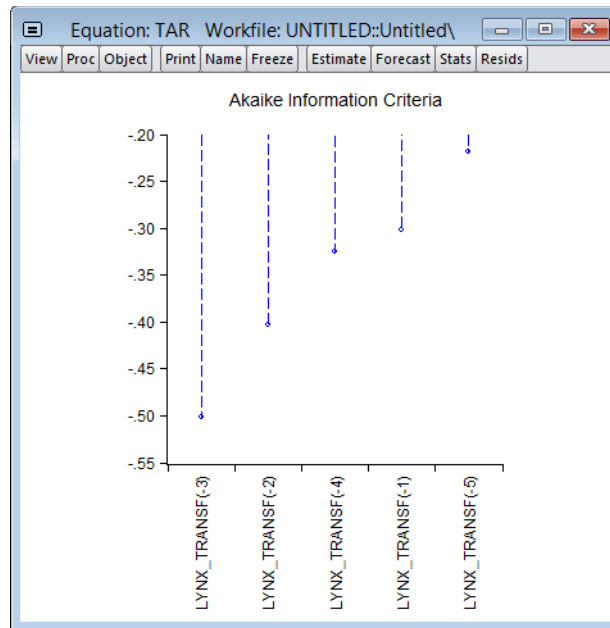 Equation: TAR Workfile: UNTITLED::Untitled\
View Proc Object Print Name Freeze Estimate Forecast Stats Resids
Akaike Information Criteria
-.20
-.25
-.30
-.35
-.40
-.45
-.50
-.55
LYNX_TRANSF(-3)
LYNX_TRANSF(-2)
LYNX_TRANSF(-4)
LYNX_TRANSF(-1)
LYNX_TRANSF(-5)